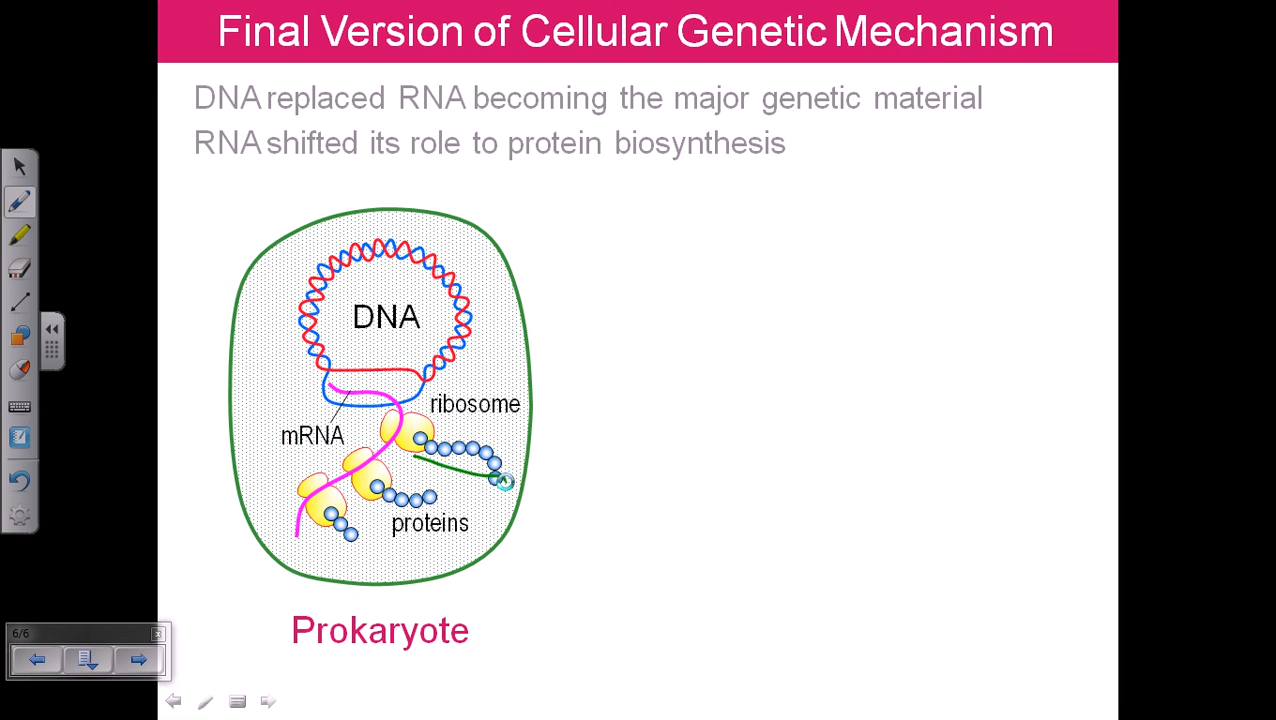 Final Version of Cellular Genetic Mechanism
DNA replaced RNA becoming the major genetic material
RNA shifted its role to protein biosynthesis
DNA
ribosome
mRNA
proteins
Prokaryote
6/6